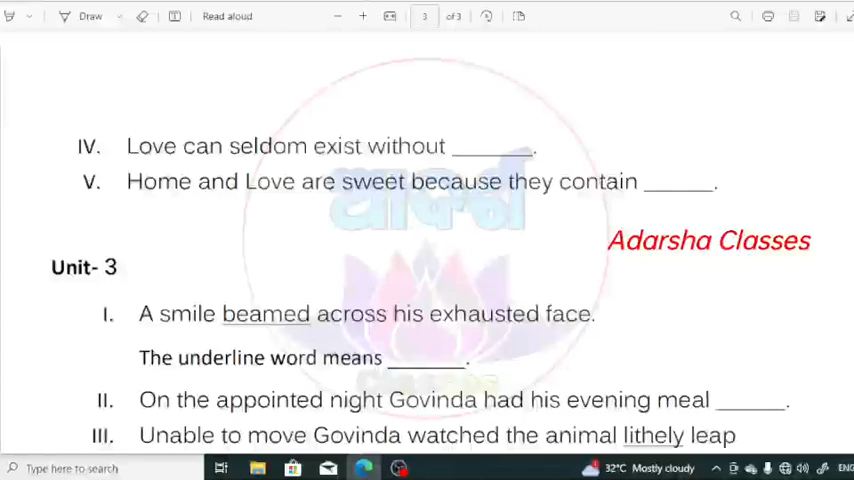 Draw
Read aloud
3
of 3
IV. Love can seldom exist without _______.
ଆଦର୍ଶ
V. Home and Love are sweet because they contain ______.
Adarsha Classes
Unit- 3
I. A smile beamed across his exhausted face.
The underline word means _______.
II. On the appointed night Govinda had his evening meal ______.
III. Unable to move Govinda watched the animal lithely leap
Type here to search
32°C Mostly cloudy
ENG